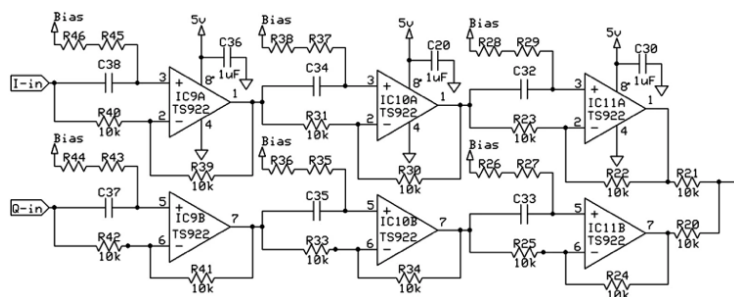 Bias 5v Bias 5v Bias 5v
R46 R45 C36 R38 R37 C20 R28 R29 C30
1uF 1uF 1uF
C38 C34 C32
I-in 3 8 3 8 3 8
+ + +
IC9A 1 IC10A 1 IC11A 1
R40 2 TS922 R31 2 TS922 R23 2 TS922
10k − 4 10k − 4 10k − 4
R39 R30 R22 R21
10k 10k 10k 10k
Bias Bias Bias
R44 R43 R36 R35 R26 R27
C37 C35 C33
Q-in 5 + IC9B 7 5 + IC10B 7 5 + IC11B 7 R20
TS922 TS922 TS922 10k
R42 6 − R33 6 − R25 6 −
10k 10k 10k
R41 R34 R24
10k 10k 10k